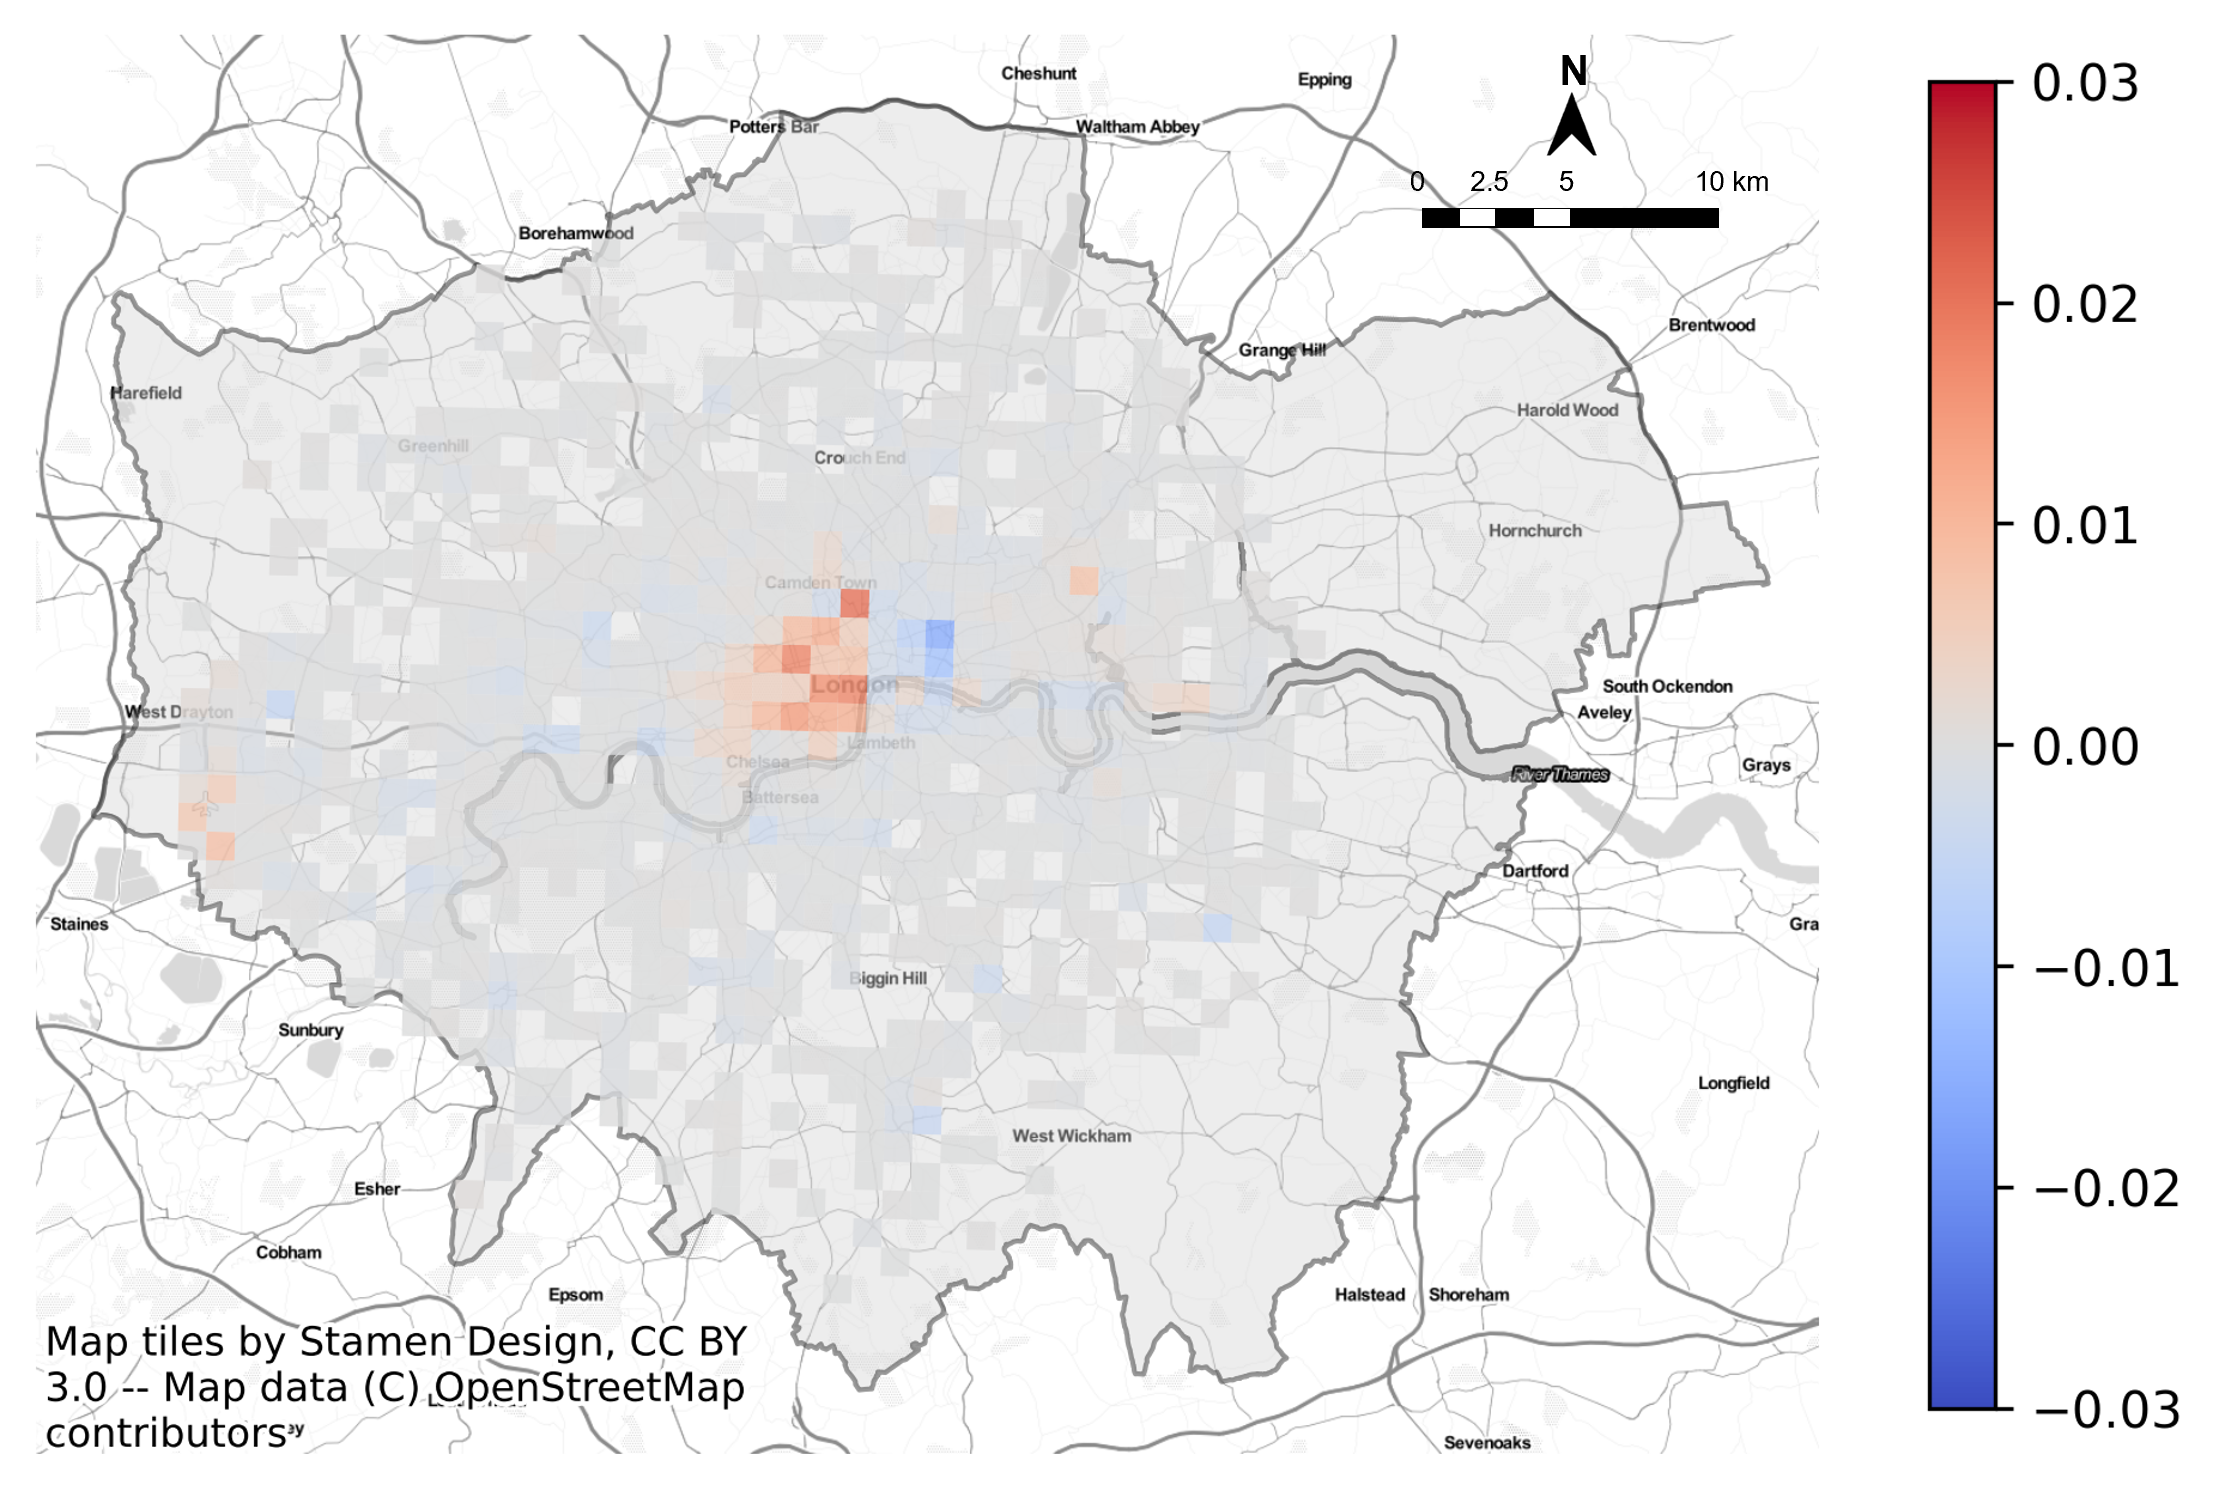 Cheshunt
Epping
N
Potters Bar
Waltham Abbey
0 2.5 5 10 km
Borehamwood
Brentwood
Grange Hill
Harefield
Harold Wood
Greenhill
Crouch End
Hornchurch
Camden Town
London
South Ockendon
West Drayton
Aveley
Lambeth
Chelsea
Grays
River Thames
Battersea
Dartford
Staines
Gra
Biggin Hill
Sunbury
Longfield
West Wickham
Esher
Cobham
Epsom
Halstead
Shoreham
Map tiles by Stamen Design, CC BY
3.0 -- Map data (C) OpenStreetMap
contributors
Sevenoaks
0.03
0.02
0.01
0.00
−0.01
−0.02
−0.03